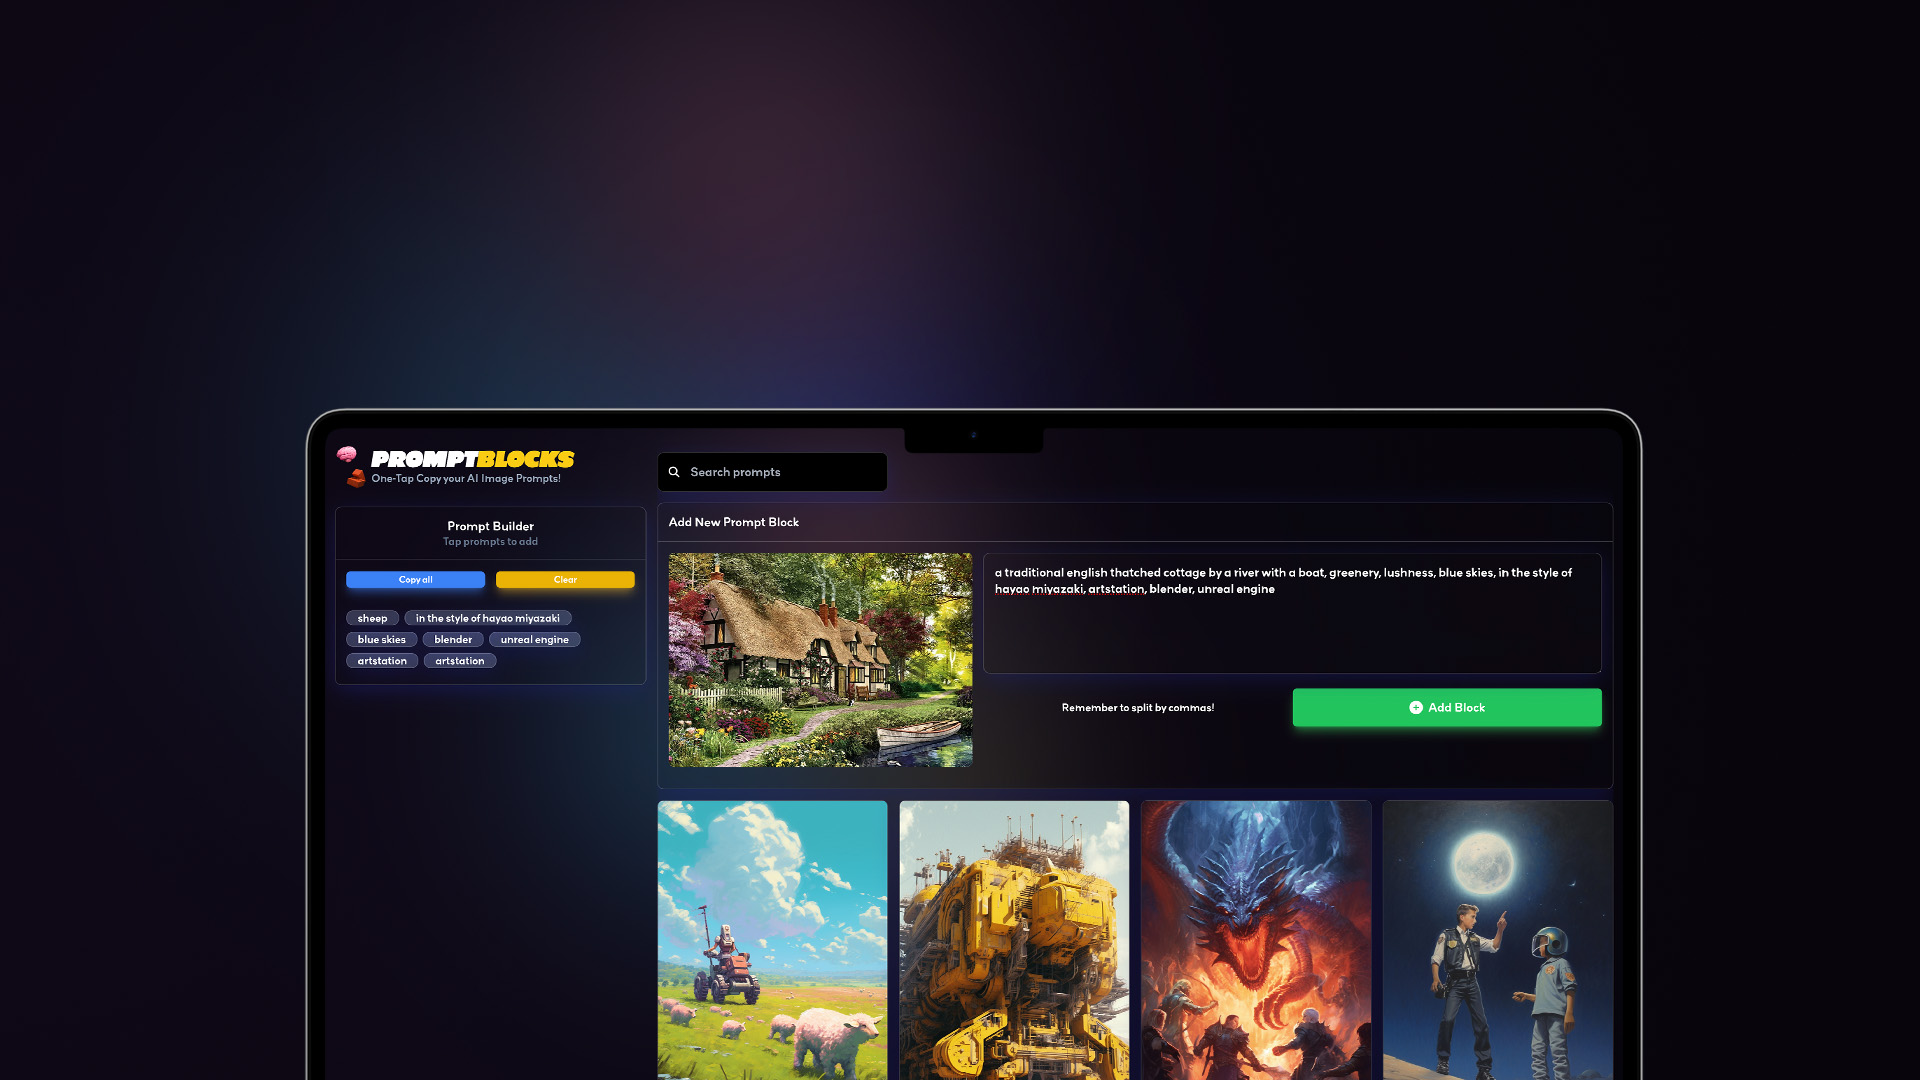 PROMPTBLOCKS
One-Tap Copy your AI Image Prompts!
Search prompts
Prompt Builder
Tap prompts to add
Copy all
Clear
sheep
in the style of hayao miyazaki
blue skies
blender
unreal engine
artstation
artstation
Add New Prompt Block
a traditional english thatched cottage by a river with a boat, greenery, lushness, blue skies, in the style of
hayao miyazaki, artstation, blender, unreal engine
Remember to split by commas!
Add Block